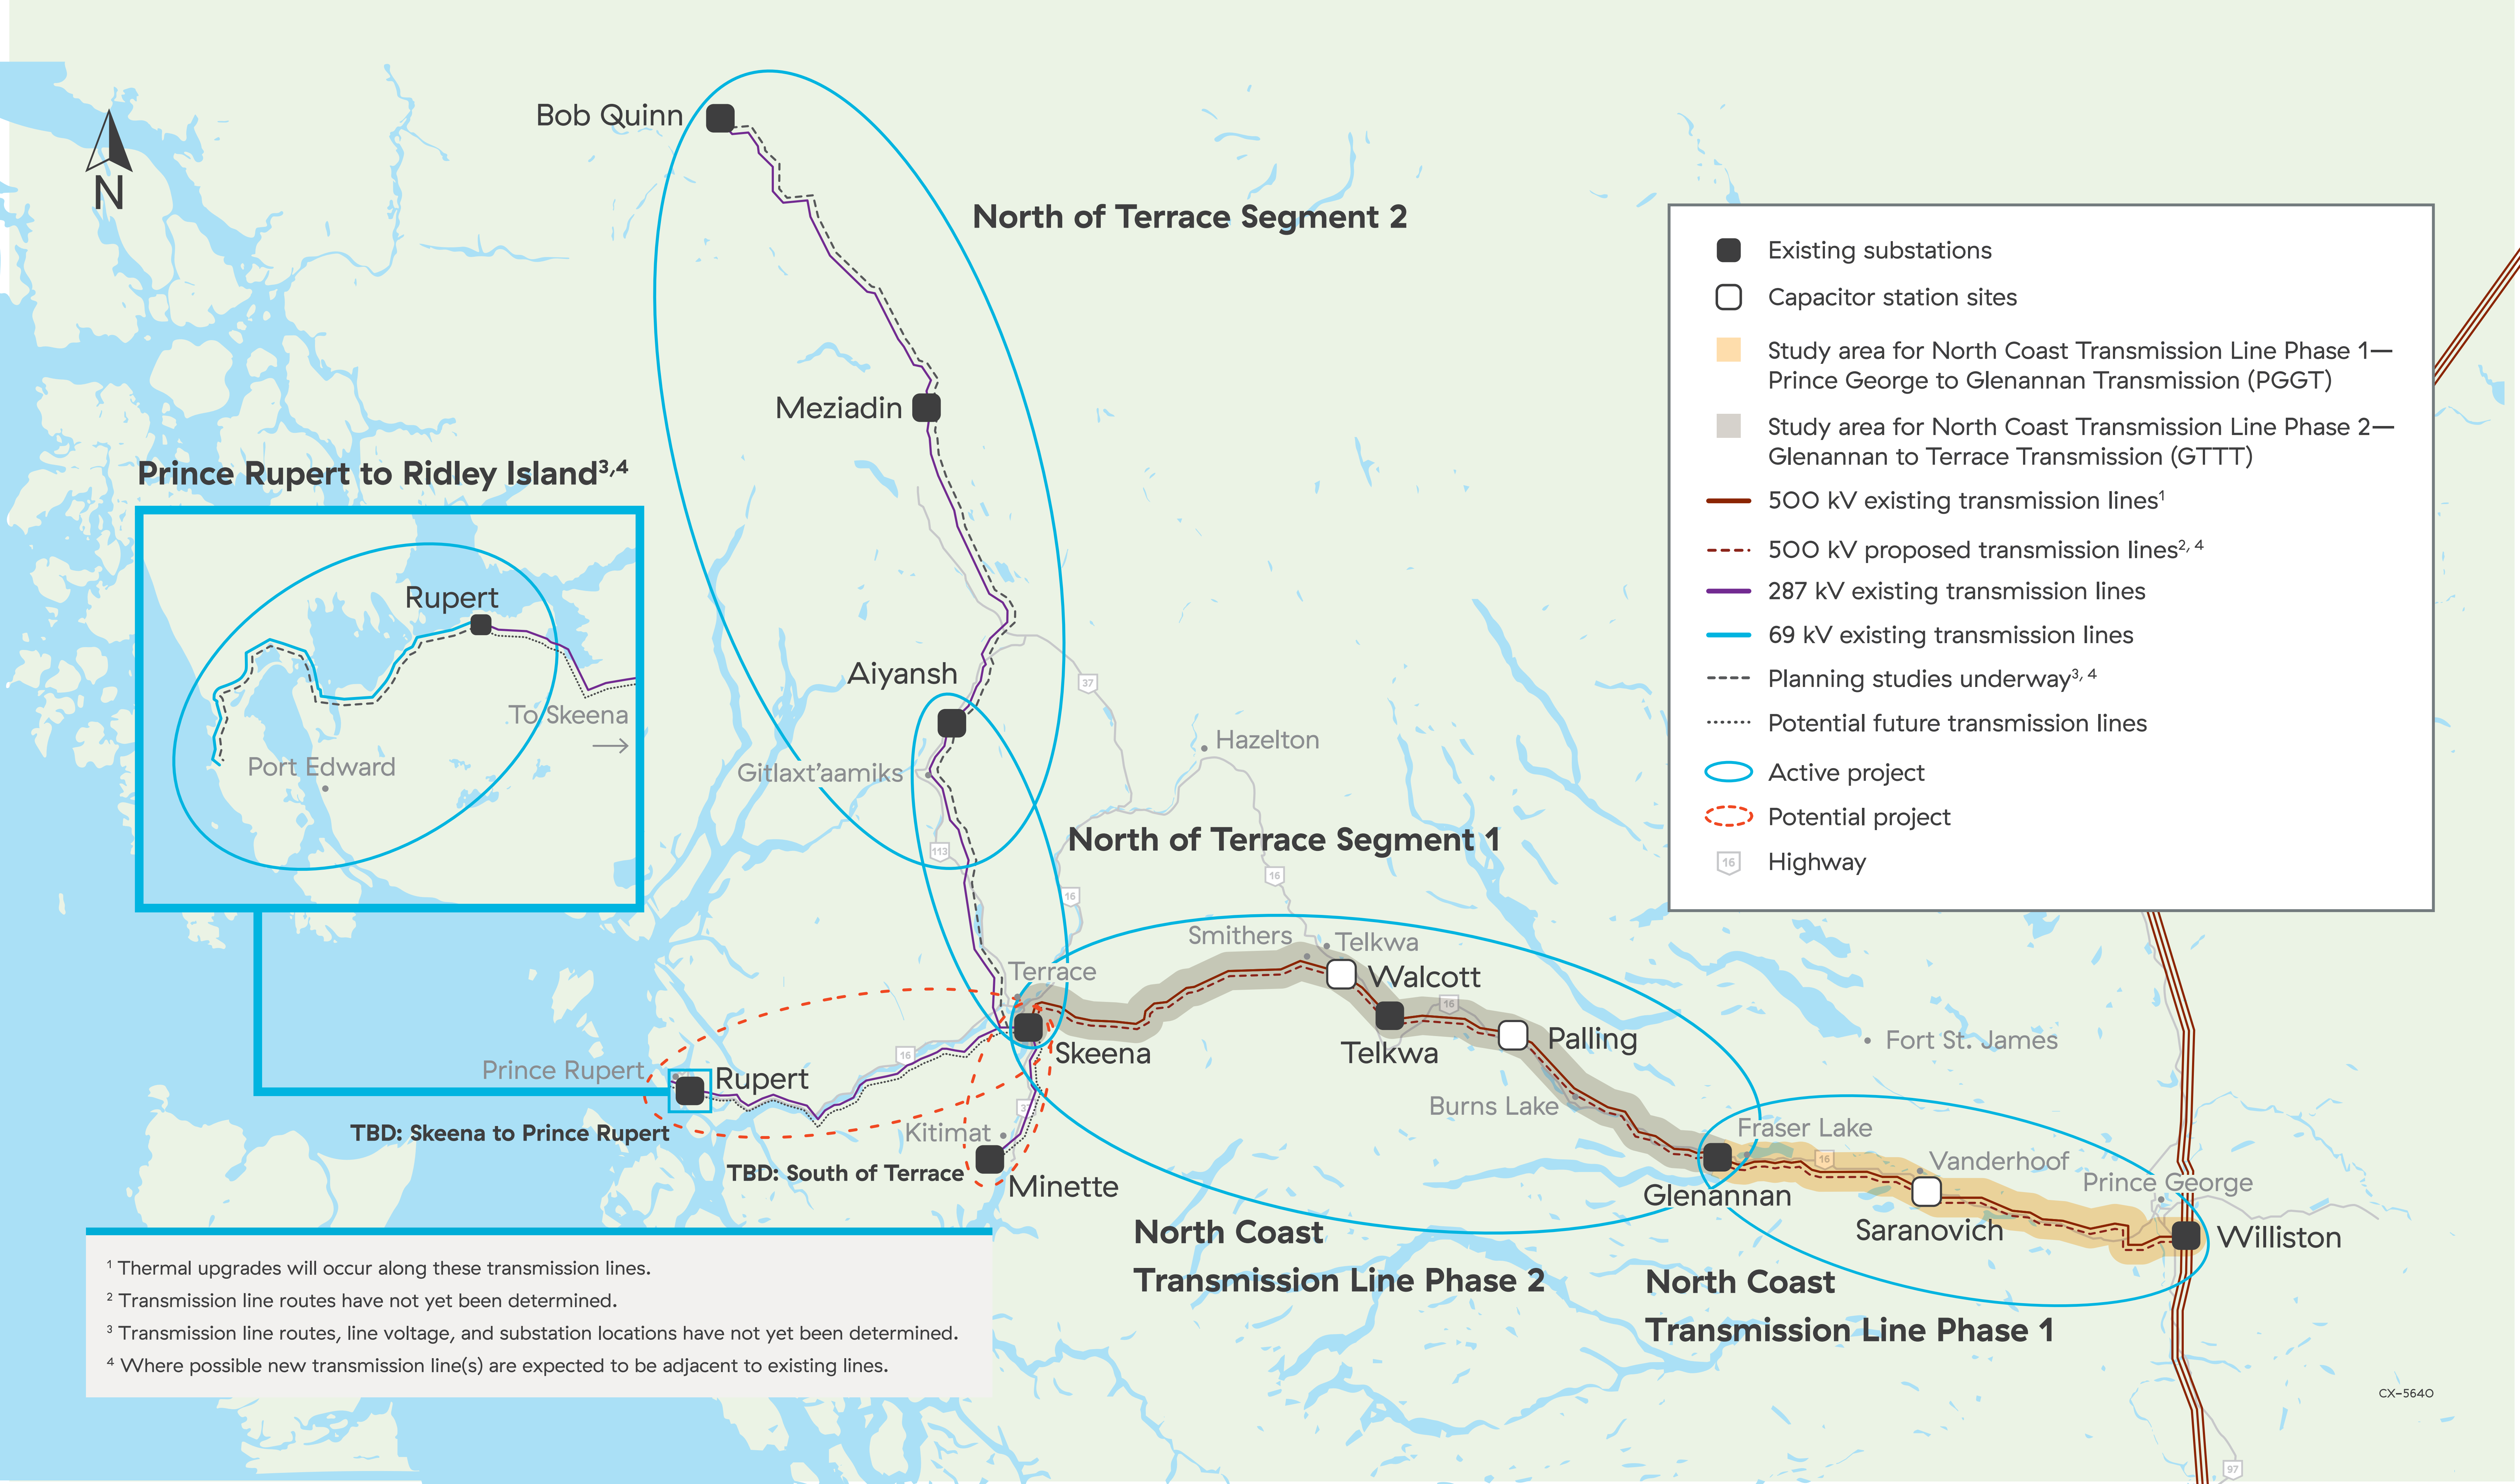 N
Bob Quinn
North of Terrace Segment 2
Meziadin
Existing substations
Capacitor station sites
Study area for North Coast Transmission Line Phase 1—
Prince George to Glenannan Transmission (PGGT)
Study area for North Coast Transmission Line Phase 2—
Glenannan to Terrace Transmission (GTTT)
500 kV existing transmission lines¹
500 kV proposed transmission lines²,⁴
287 kV existing transmission lines
69 kV existing transmission lines
Planning studies underway³,⁴
Potential future transmission lines
Active project
Potential project
16
Highway
Prince Rupert to Ridley Island³,⁴
Rupert
To Skeena
Port Edward
Aiyansh
37
Hazelton
Gitlaxt'aamiks
113
North of Terrace Segment 1
16
16
Smithers
Telkwa
Terrace
Walcott
16
Skeena
Telkwa
Palling
Fort St. James
16
Prince Rupert
Rupert
Burns Lake
TBD: Skeena to Prince Rupert
Kitimat
TBD: South of Terrace
Minette
Fraser Lake
16
Vanderhoof
Prince George
Glenannan
Saranovich
Williston
North Coast
Transmission Line Phase 2
North Coast
Transmission Line Phase 1
¹ Thermal upgrades will occur along these transmission lines.
² Transmission line routes have not yet been determined.
³ Transmission line routes, line voltage, and substation locations have not yet been determined.
⁴ Where possible new transmission line(s) are expected to be adjacent to existing lines.
CX-5640
97